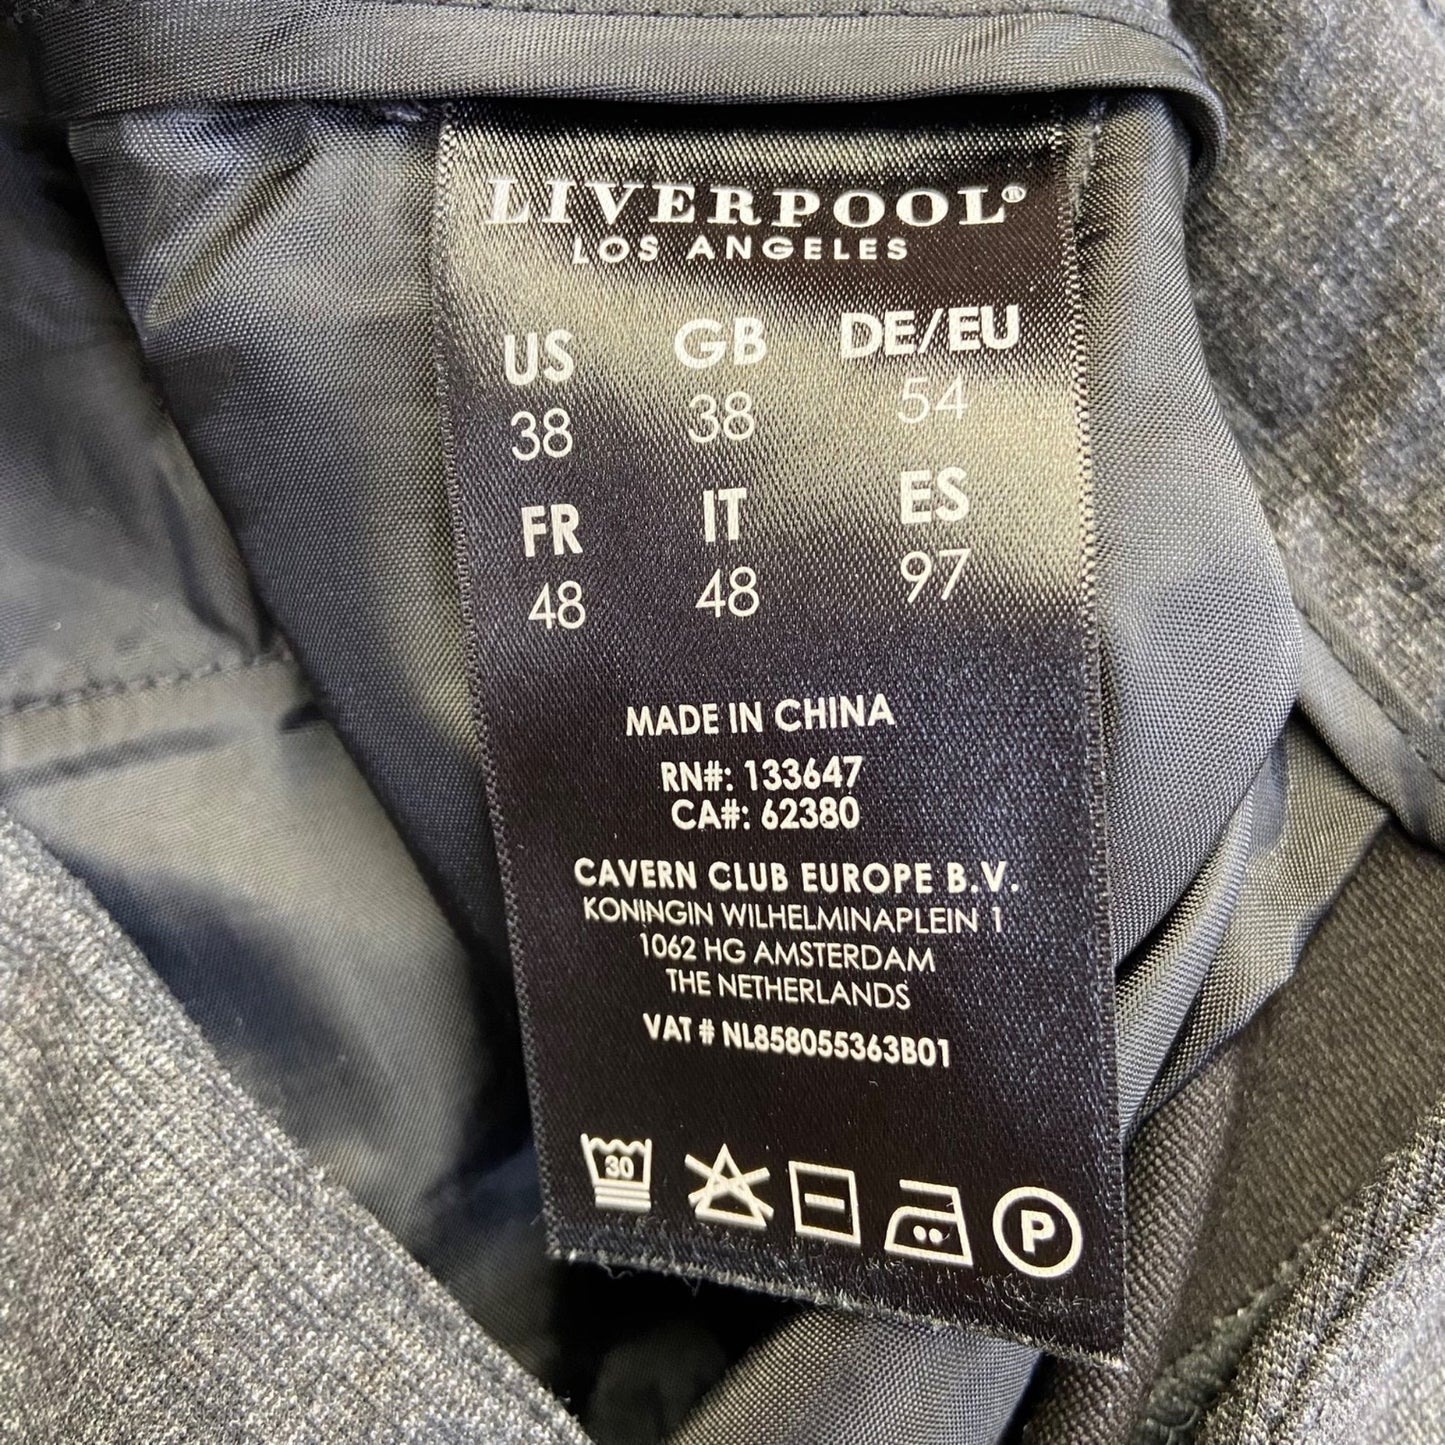 LIVERPOOL®
LOS ANGELES
US GB DE/EU
38 38 54
FR IT ES
48 48 97
MADE IN CHINA
RN#: 133647
CA#: 62380
CAVERN CLUB EUROPE B.V.
KONINGIN WILHELMINAPLEIN 1
1062 HG AMSTERDAM
THE NETHERLANDS
VAT # NL858055363B01
30 P